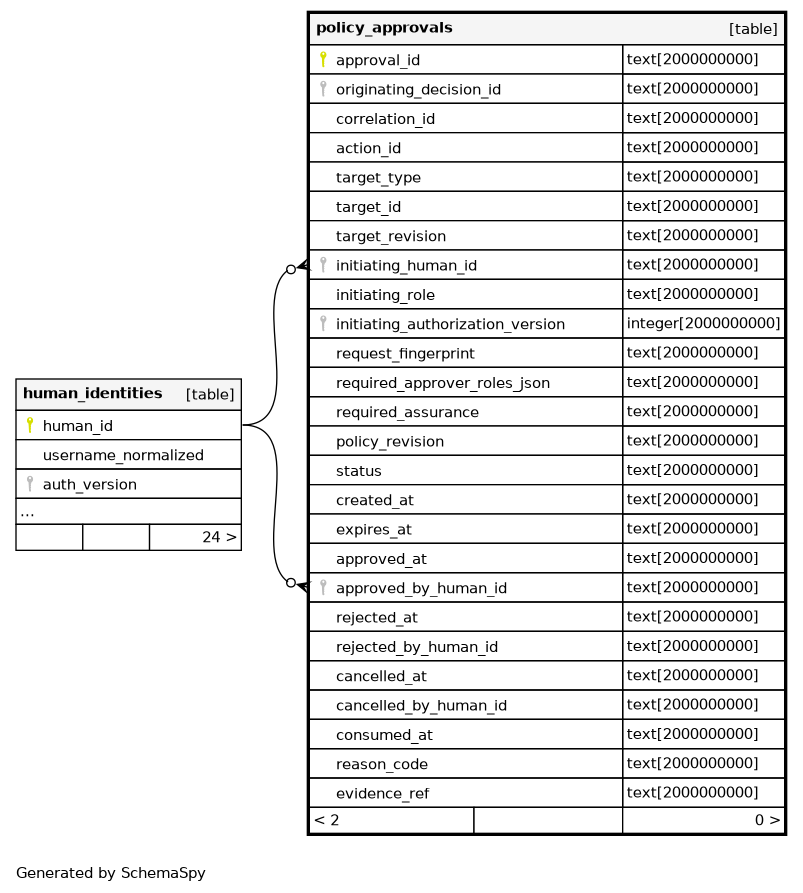 policy_approvals [table]
approval_id text[2000000000]
originating_decision_id text[2000000000]
correlation_id text[2000000000]
action_id text[2000000000]
target_type text[2000000000]
target_id text[2000000000]
target_revision text[2000000000]
initiating_human_id text[2000000000]
initiating_role text[2000000000]
initiating_authorization_version integer[2000000000]
request_fingerprint text[2000000000]
required_approver_roles_json text[2000000000]
required_assurance text[2000000000]
policy_revision text[2000000000]
status text[2000000000]
created_at text[2000000000]
expires_at text[2000000000]
approved_at text[2000000000]
approved_by_human_id text[2000000000]
rejected_at text[2000000000]
rejected_by_human_id text[2000000000]
cancelled_at text[2000000000]
cancelled_by_human_id text[2000000000]
consumed_at text[2000000000]
reason_code text[2000000000]
evidence_ref text[2000000000]
< 2 0 >
human_identities [table]
human_id
username_normalized
auth_version
...
24 >
Generated by SchemaSpy